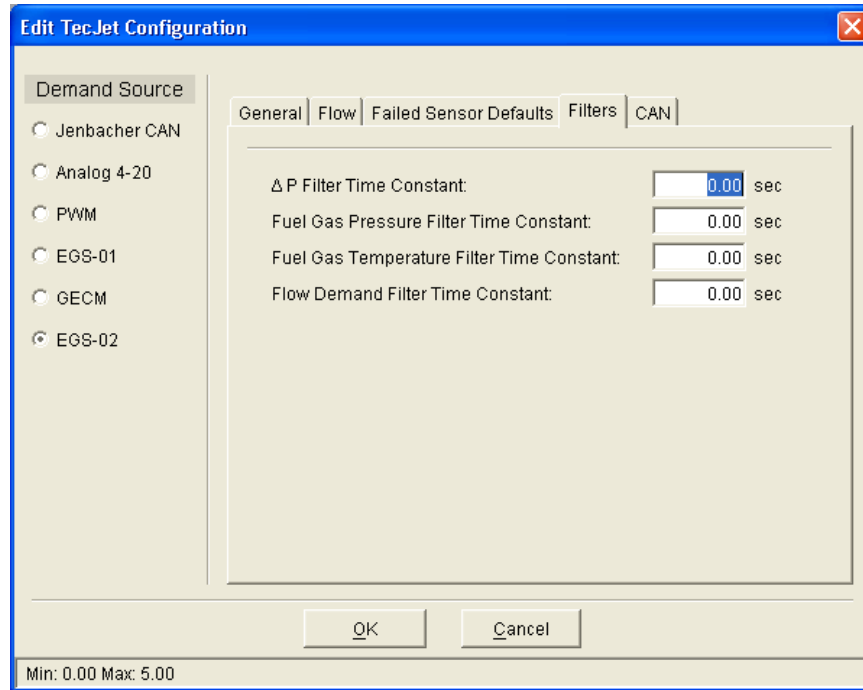 Edit TecJet Configuration
Demand Source
Jenbacher CAN
Analog 4-20
PWM
EGS-01
GECM
EGS-02
General Flow Failed Sensor Defaults Filters CAN
Δ P Filter Time Constant: 0.00 sec
Fuel Gas Pressure Filter Time Constant: 0.00 sec
Fuel Gas Temperature Filter Time Constant: 0.00 sec
Flow Demand Filter Time Constant: 0.00 sec
OK Cancel
Min: 0.00 Max: 5.00